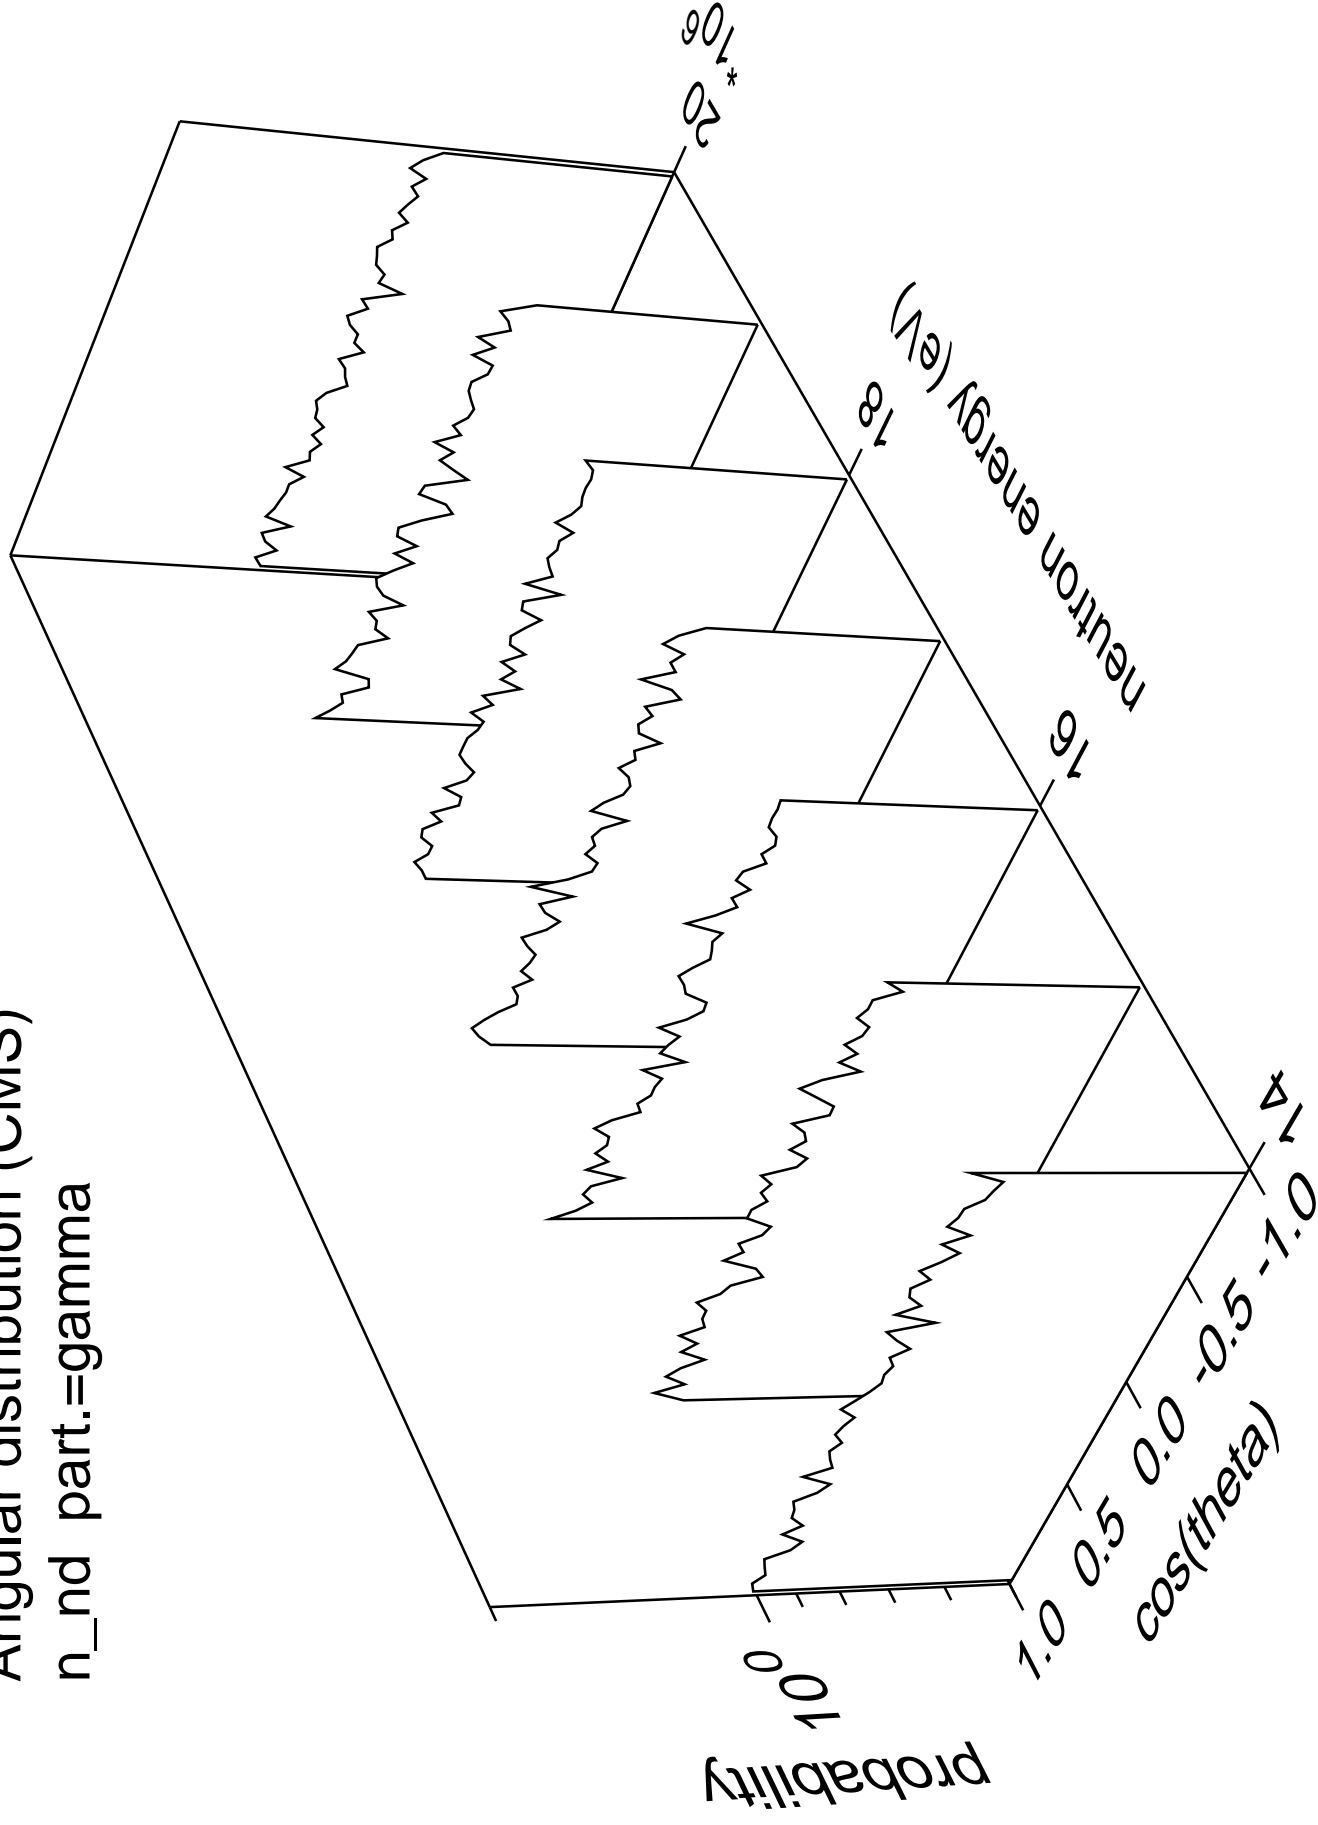 Angular distribution (CMS)
n_nd part.=gamma
probability
10 0
1.0 0.5 0.0 -0.5 -1.0
cos(theta)
14 16 18 20
*10 6
neutron energy (eV)